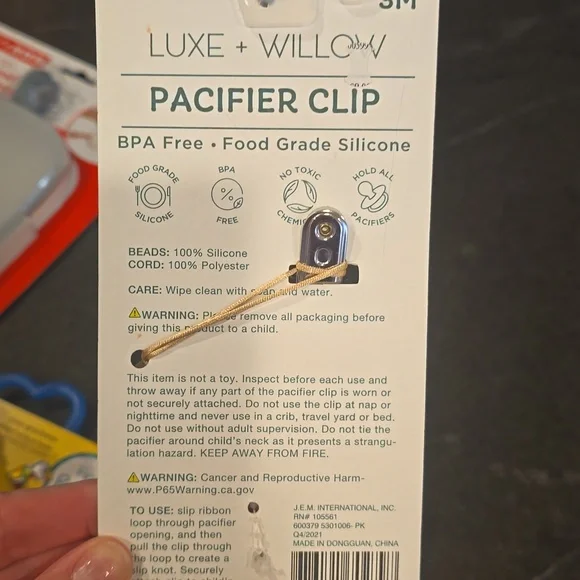 3M
LUXE + WILLOW
PACIFIER CLIP
BPA Free • Food Grade Silicone
FOOD GRADE SILICONE
BPA FREE
NO TOXIC
HOLD ALL PACIFIERS
BEADS: 100% Silicone
CORD: 100% Polyester
CARE: Wipe clean with soap and water.
⚠WARNING: Please remove all packaging before
giving this product to a child.
This item is not a toy. Inspect before each use and
throw away if any part of the pacifier clip is worn or
not securely attached. Do not use the clip at nap or
nighttime and never use in a crib, travel yard or bed.
Do not use without adult supervision. Do not tie the
pacifier around child's neck as it presents a strangu-
lation hazard. KEEP AWAY FROM FIRE.
⚠WARNING: Cancer and Reproductive Harm-
www.P65Warning.ca.gov
TO USE: slip ribbon
loop through pacifier
opening, and then
pull the clip through
the loop to create a
slip knot. Securely
J.E.M. INTERNATIONAL, INC.
RN# 105561
600379 5301006- PK
Q4/2021
MADE IN DONGGUAN, CHINA